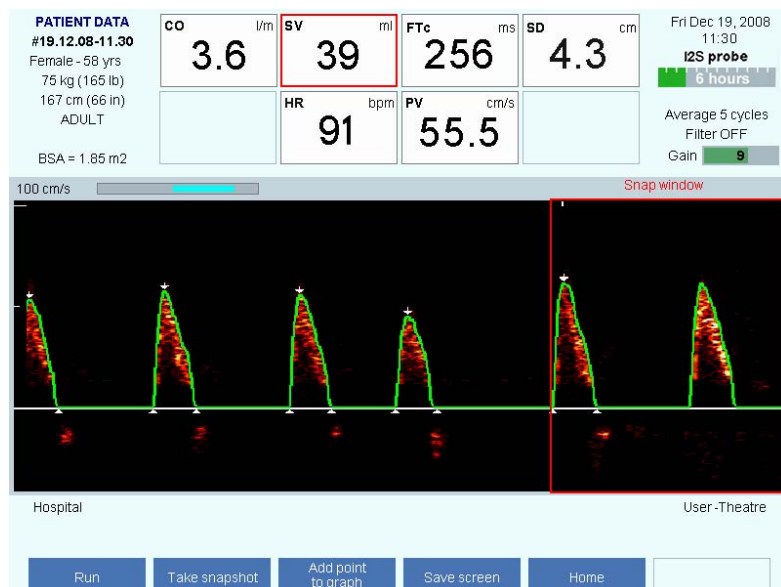 PATIENT DATA
#19.12.08-11.30
Female - 58 yrs
75 kg (165 lb)
167 cm (66 in)
ADULT
BSA = 1.85 m2
CO l/m
3.6
SV ml
39
FTc ms
256
SD cm
4.3
HR bpm
91
PV cm/s
55.5
Fri Dec 19, 2008
11:30
I2S probe
6 hours
Average 5 cycles
Filter OFF
Gain 9
100 cm/s
Snap window
Hospital
User -Theatre
Run
Take snapshot
Add point
to graph
Save screen
Home